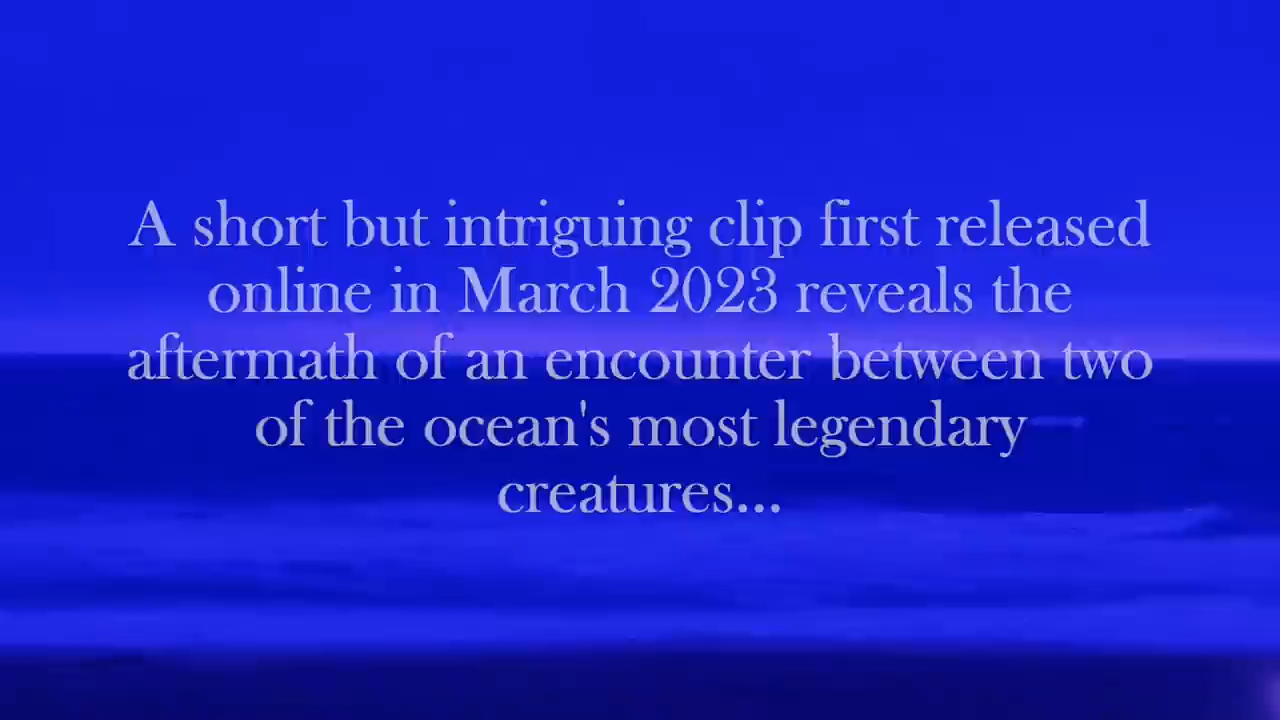 A short but intriguing clip first released
online in March 2023 reveals the
aftermath of an encounter between two
of the ocean's most legendary
creatures...